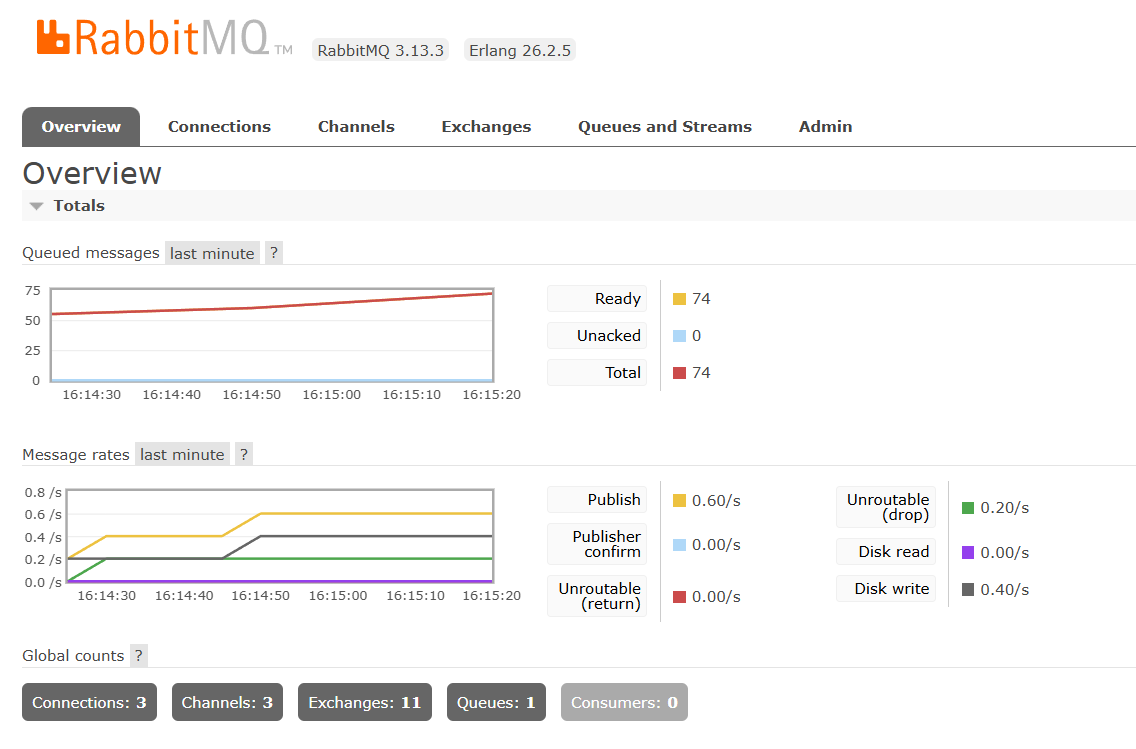 RabbitMQ TM RabbitMQ 3.13.3 Erlang 26.2.5
Overview Connections Channels Exchanges Queues and Streams Admin
Overview
Totals
Queued messages last minute ?
75
50
25
0
16:14:30 16:14:40 16:14:50 16:15:00 16:15:10 16:15:20
Ready 74
Unacked 0
Total 74
Message rates last minute ?
0.8 /s
0.6 /s
0.4 /s
0.2 /s
0.0 /s
16:14:30 16:14:40 16:14:50 16:15:00 16:15:10 16:15:20
Publish 0.60/s
Publisher
confirm 0.00/s
Unroutable
(return) 0.00/s
Unroutable
(drop) 0.20/s
Disk read 0.00/s
Disk write 0.40/s
Global counts ?
Connections: 3 Channels: 3 Exchanges: 11 Queues: 1 Consumers: 0